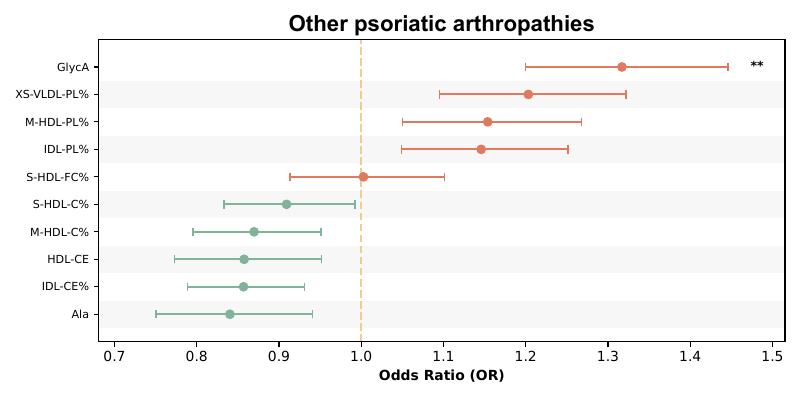 Other psoriatic arthropathies
GlycA
**
XS-VLDL-PL%
M-HDL-PL%
IDL-PL%
S-HDL-FC%
S-HDL-C%
M-HDL-C%
HDL-CE
IDL-CE%
Ala
0.7 0.8 0.9 1.0 1.1 1.2 1.3 1.4 1.5
Odds Ratio (OR)